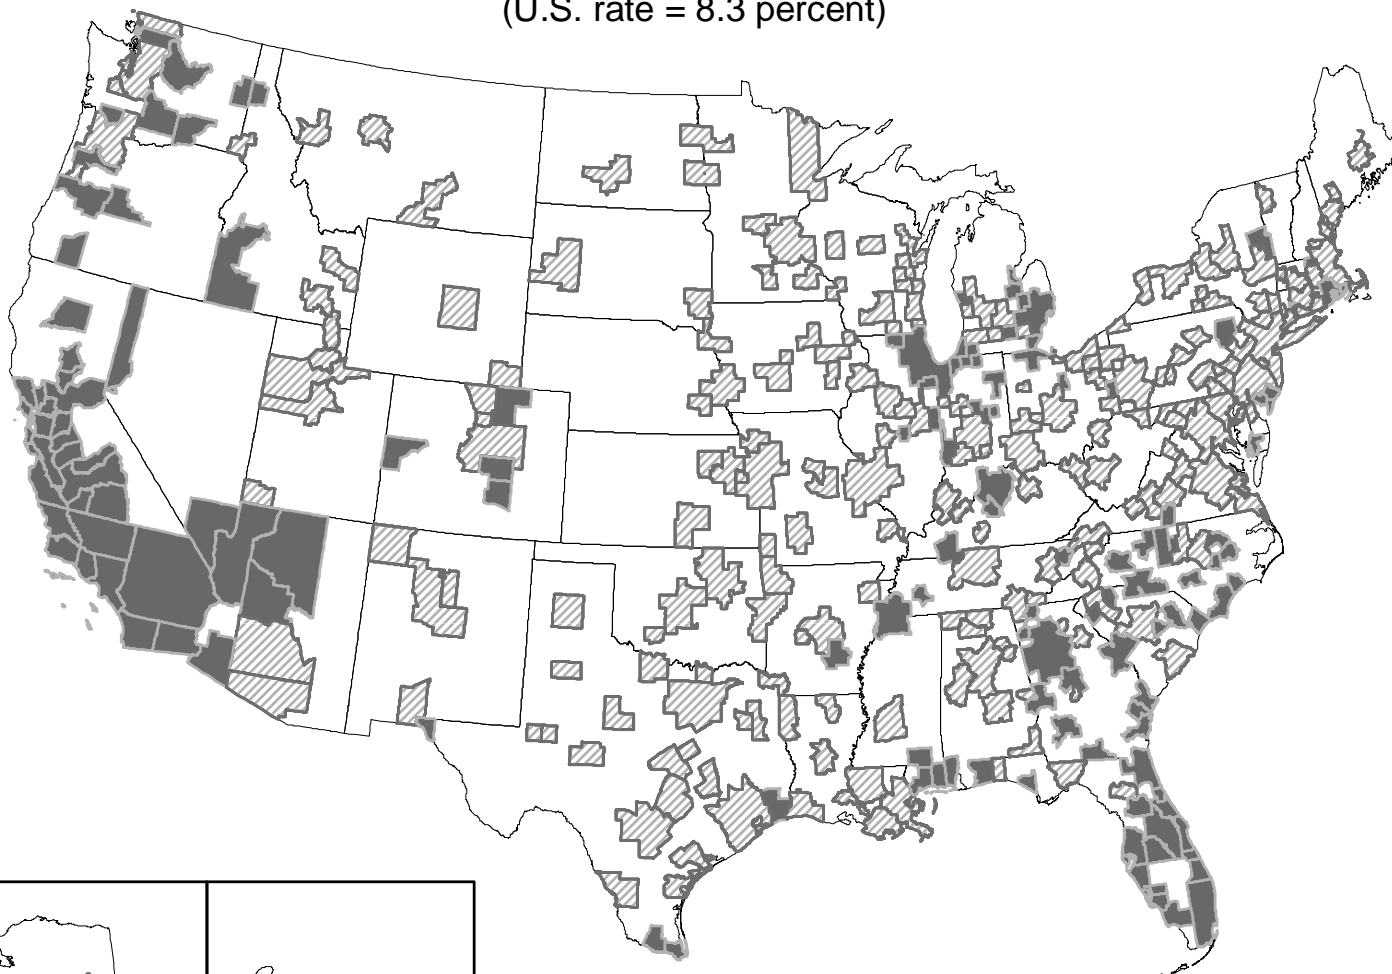 (U.S. rate = 8.3 percent)